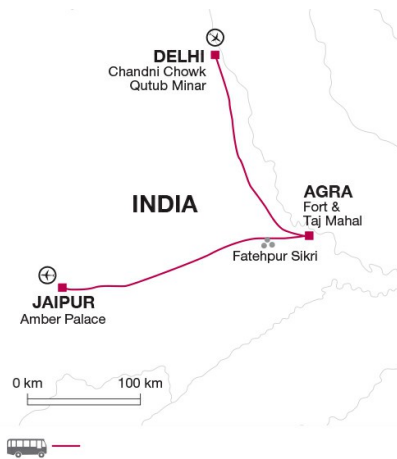 DELHI
Chandni Chowk
Qutub Minar
AGRA
Fort &
Taj Mahal
INDIA
Fatehpur Sikri
JAIPUR
Amber Palace
0 km 100 km